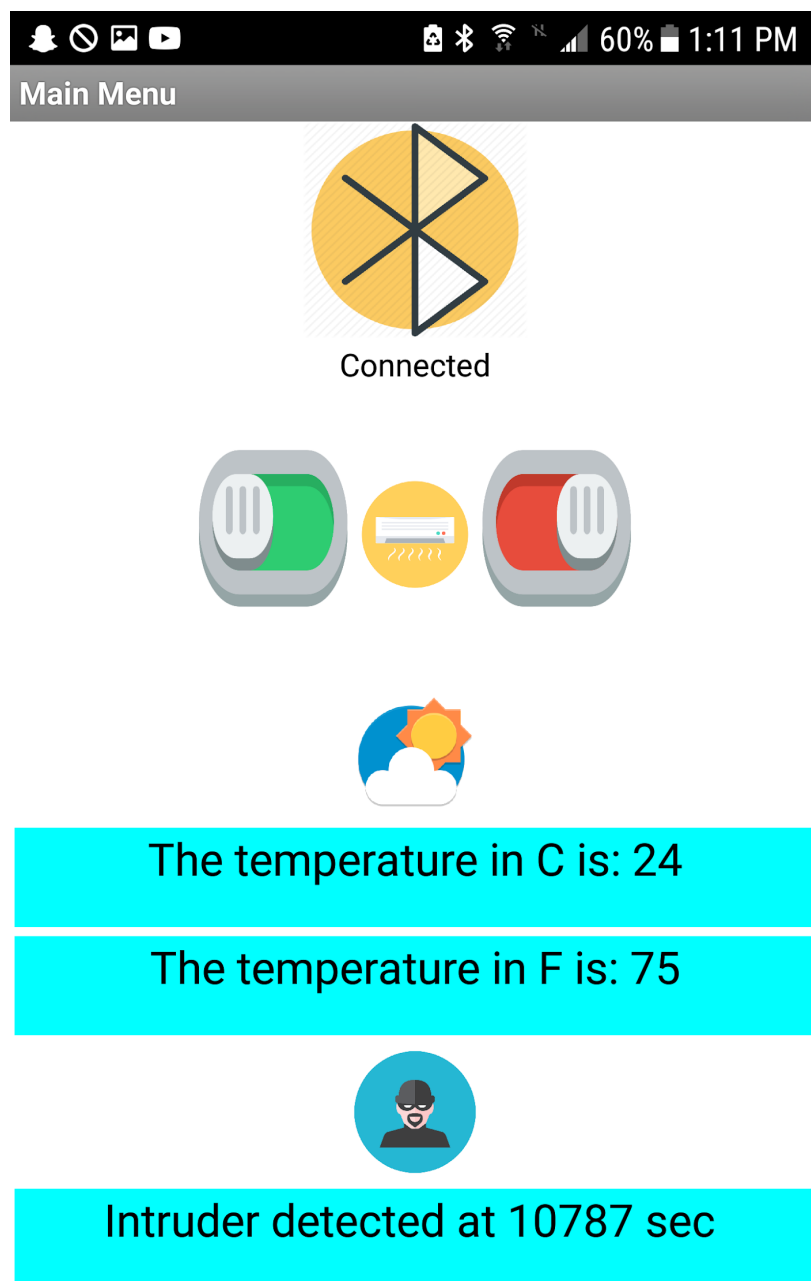 60% 1:11 PM
Main Menu
Connected
The temperature in C is: 24
The temperature in F is: 75
Intruder detected at 10787 sec